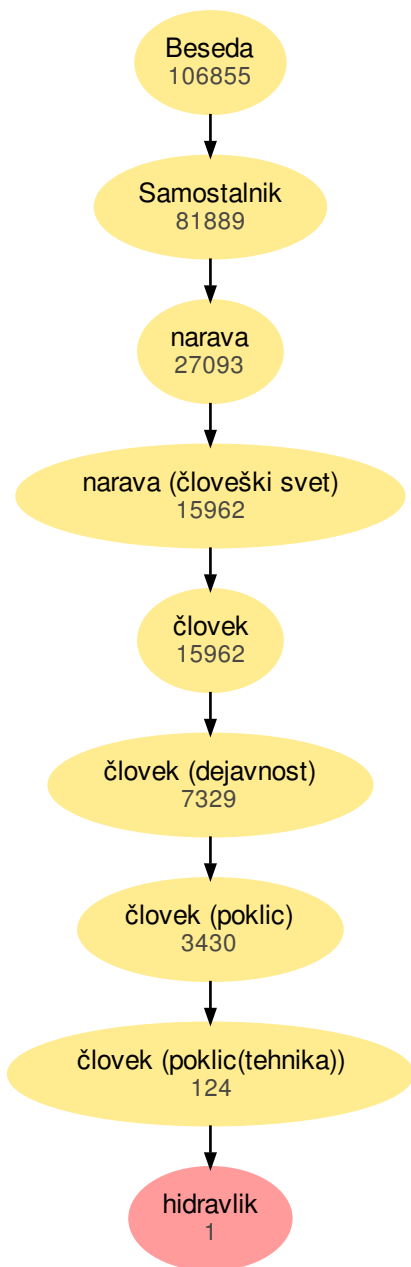 Beseda
106855
Samostalnik
81889
narava
27093
narava (človeški svet)
15962
človek
15962
človek (dejavnost)
7329
človek (poklic)
3430
človek (poklic(tehnika))
124
hidravlik
1